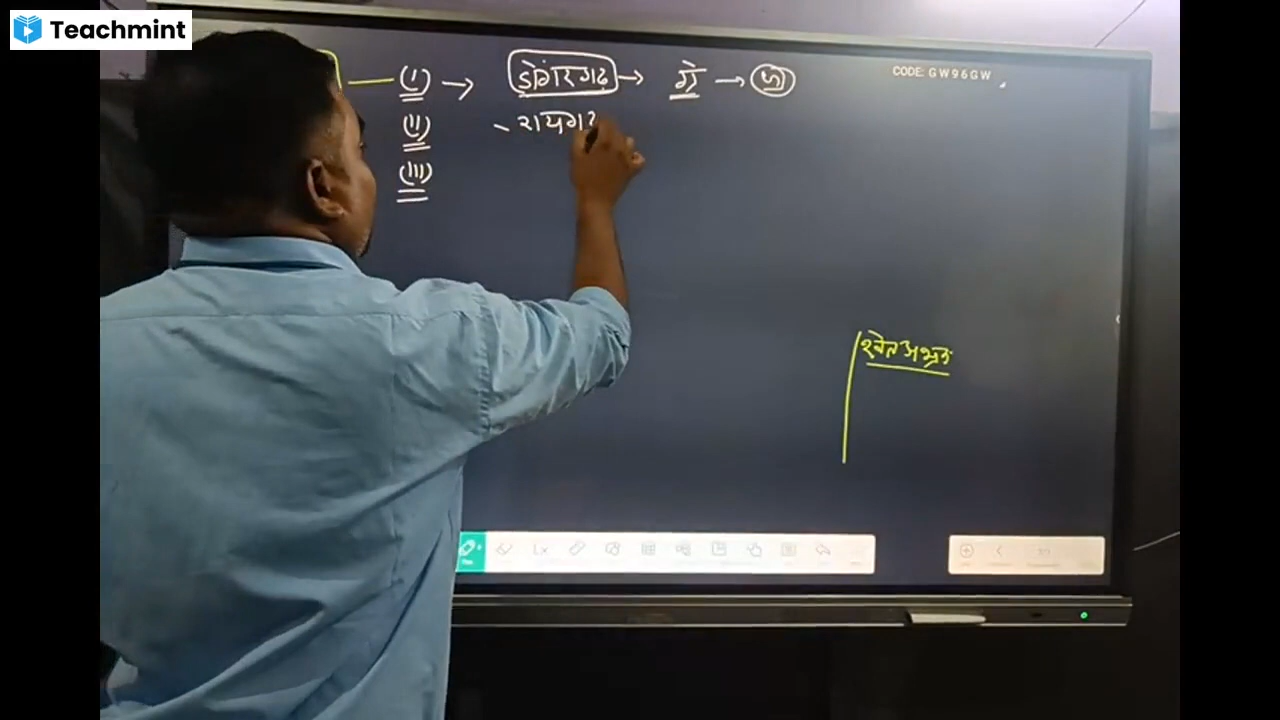 Teachmint
(I) → डोंगरगढ़ → ग्रे →
CODE: GW96GW
(II) - रायगढ
(III)
श्वेत अभ्रक